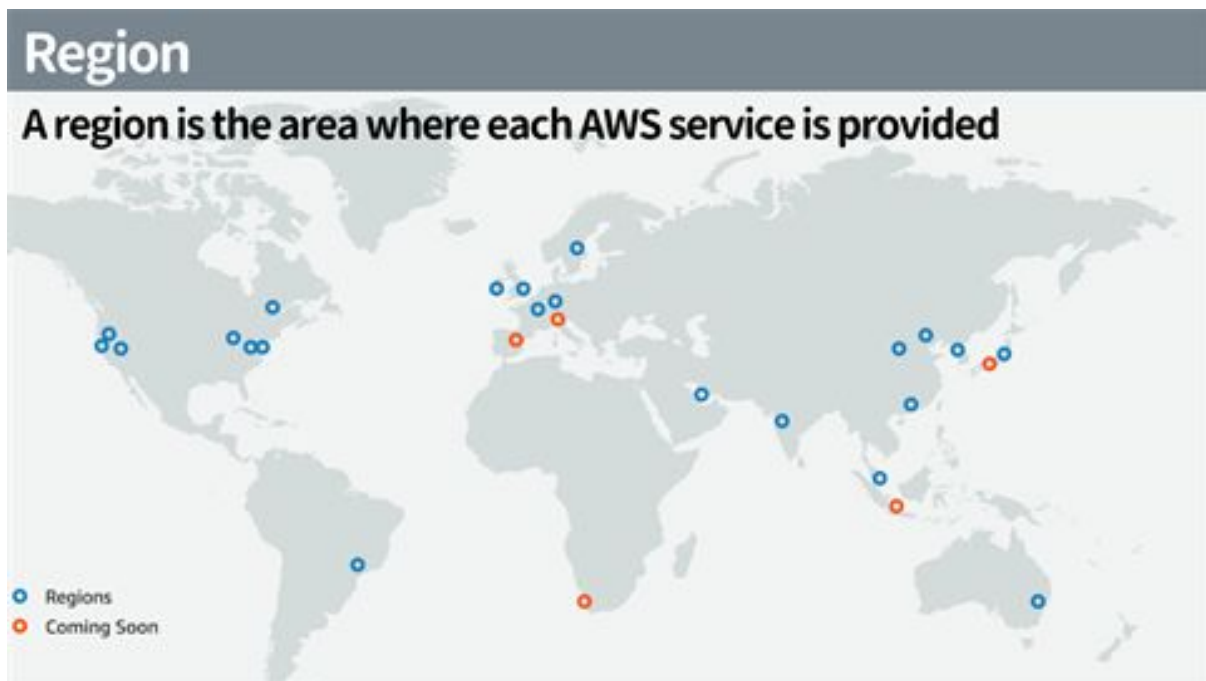 Region
A region is the area where each AWS service is provided
Regions
Coming Soon